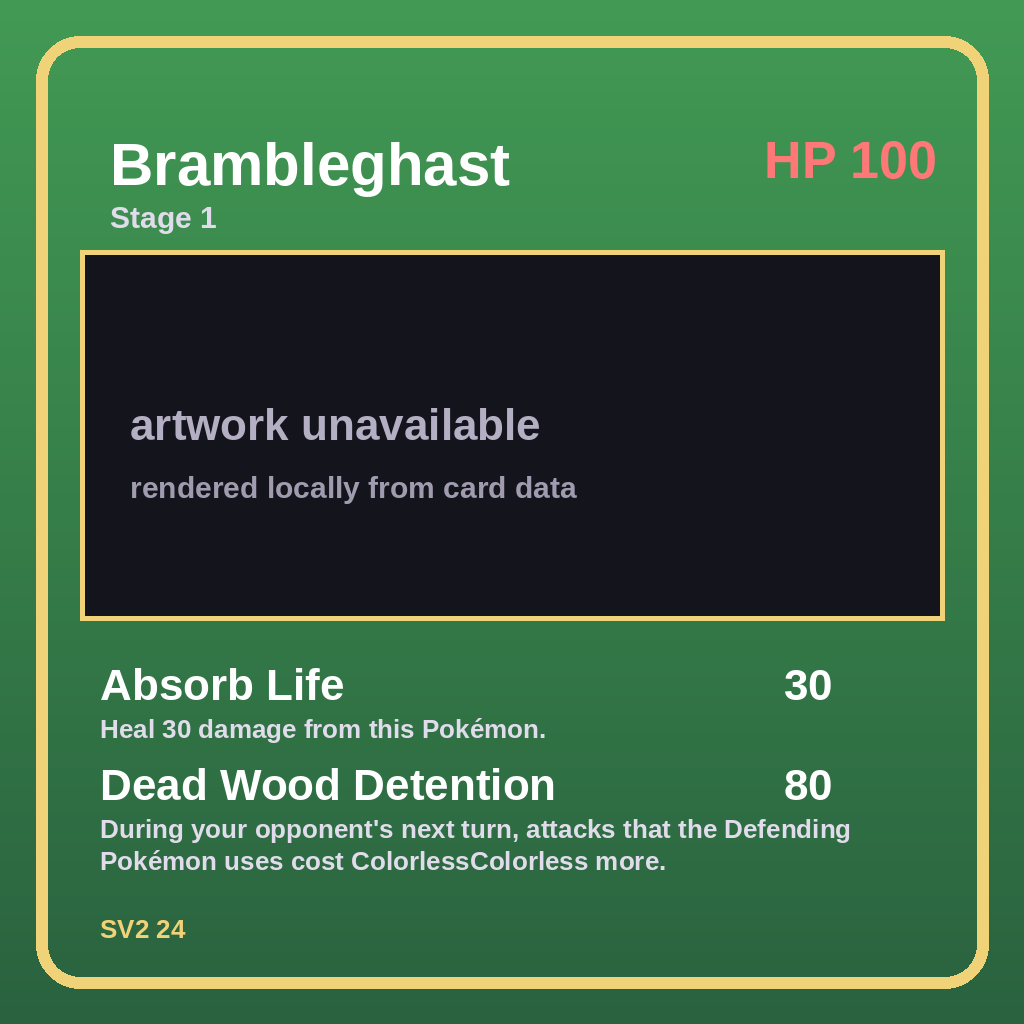 Brambleghast
HP 100
Stage 1
artwork unavailable
rendered locally from card data
Absorb Life 30
Heal 30 damage from this Pokémon.
Dead Wood Detention 80
During your opponent's next turn, attacks that the Defending
Pokémon uses cost ColorlessColorless more.
SV2 24